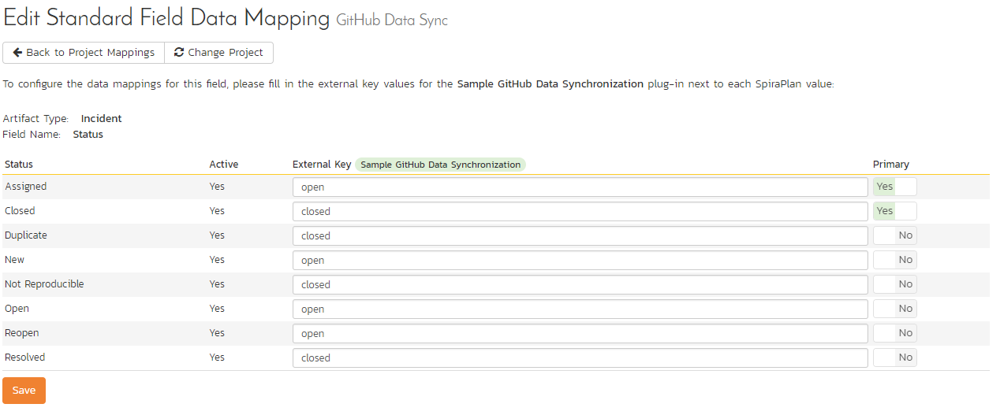 Edit Standard Field Data Mapping GitHub Data Sync
Back to Project Mappings Change Project
To configure the data mappings for this field, please fill in the external key values for the Sample GitHub Data Synchronization plug-in next to each SpiraPlan value:
Artifact Type: Incident
Field Name: Status
Status Active External Key Sample GitHub Data Synchronization Primary
Assigned Yes open Yes
Closed Yes closed Yes
Duplicate Yes closed No
New Yes open No
Not Reproducible Yes closed No
Open Yes open No
Reopen Yes open No
Resolved Yes closed No
Save